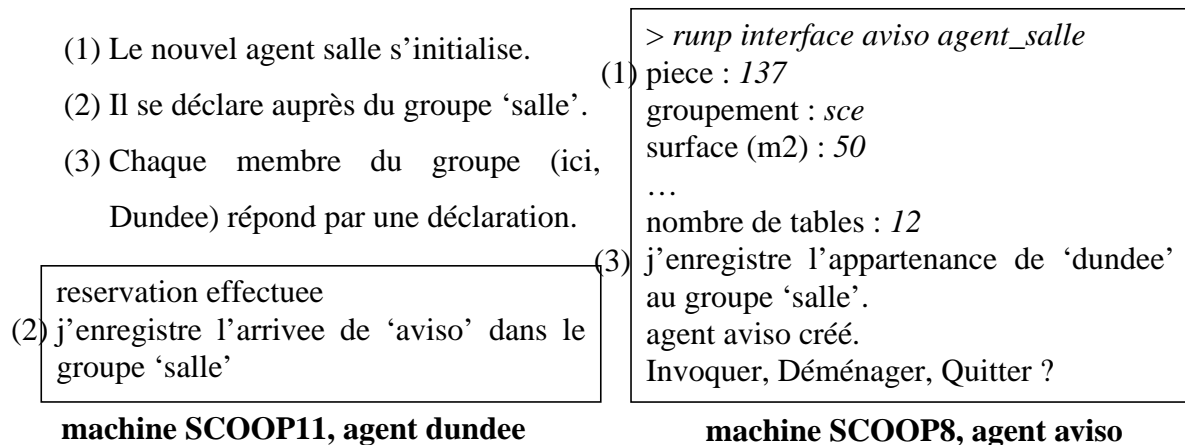 (1) Le nouvel agent salle s’initialise.
(2) Il se déclare auprès du groupe ‘salle’.
(3) Chaque membre du groupe (ici,
Dundee) répond par une déclaration.
reservation effectuee
(2) j’enregistre l’arrivee de ‘aviso’ dans le
groupe ‘salle’
machine SCOOP11, agent dundee
> runp interface aviso agent_salle
(1) piece : 137
groupement : sce
surface (m2) : 50
…
nombre de tables : 12
(3) j’enregistre l’appartenance de ‘dundee’
au groupe ‘salle’.
agent aviso créé.
Invoquer, Déménager, Quitter ?
machine SCOOP8, agent aviso